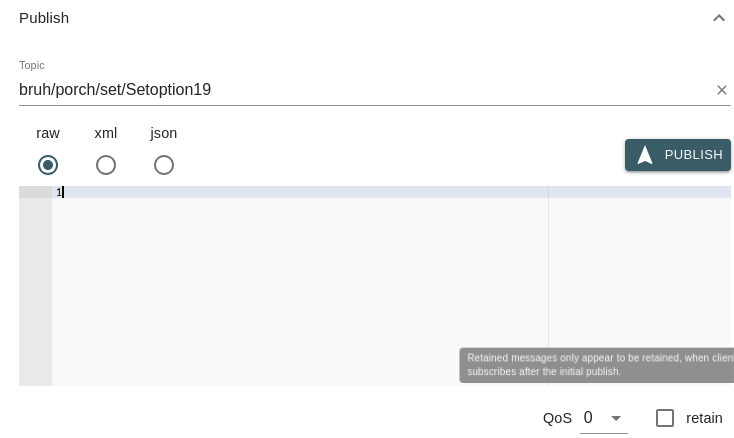 Publish
Topic
bruh/porch/set/Setoption19
raw xml json
PUBLISH
1
Retained messages only appear to be retained, when client
subscribes after the initial publish.
QoS 0 retain